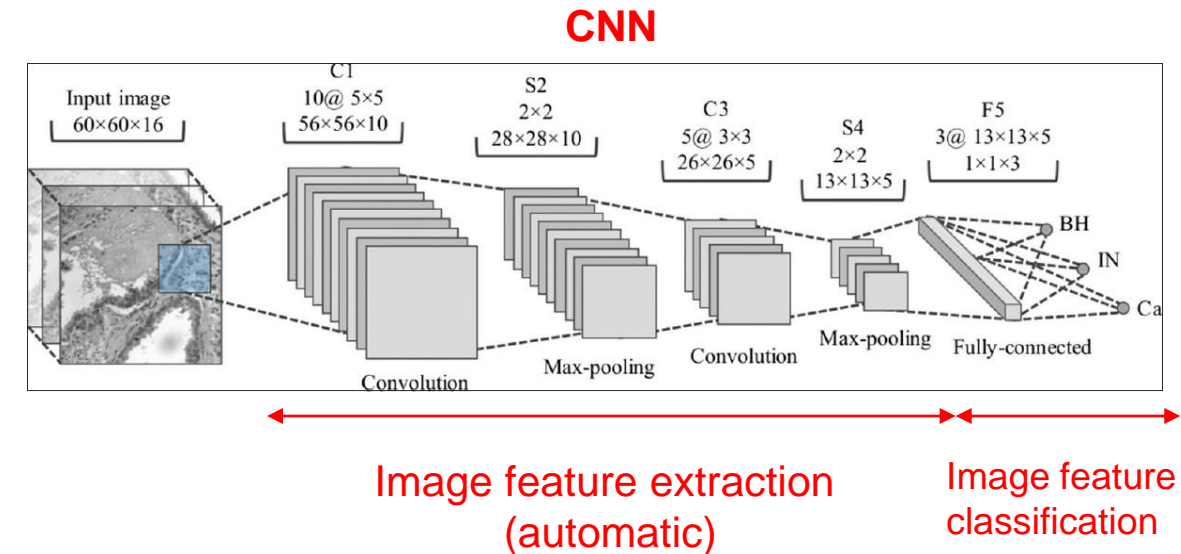 CNN
Input image
60×60×16
C1
10@ 5×5
56×56×10
S2
2×2
28×28×10
C3
5@ 3×3
26×26×5
S4
2×2
13×13×5
F5
3@ 13×13×5
1×1×3
BH
IN
Ca
Convolution
Max-pooling
Convolution
Max-pooling
Fully-connected
Image feature extraction
(automatic)
Image feature
classification